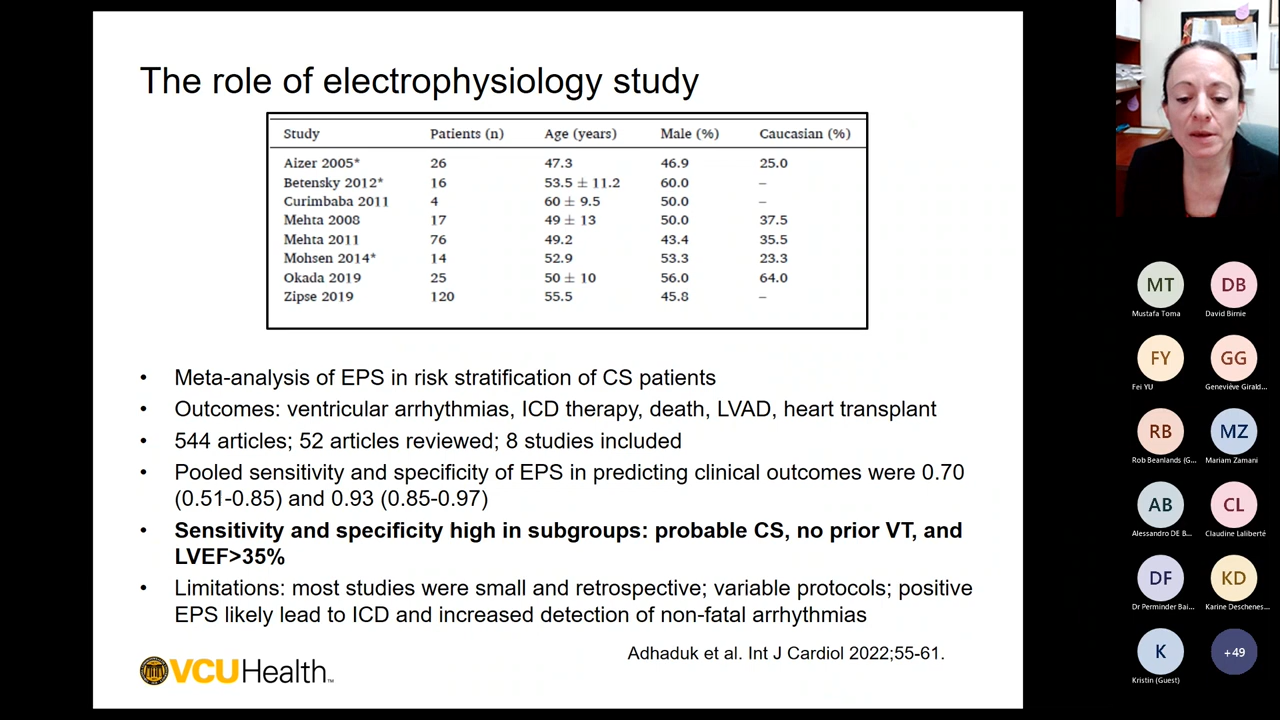 The role of electrophysiology study
Study Patients (n) Age (years) Male (%) Caucasian (%)
Aizer 2005* 26 47.3 46.9 25.0
Betensky 2012* 16 53.5 ± 11.2 60.0 –
Curimbaba 2011 4 60 ± 9.5 50.0 –
Mehta 2008 17 49 ± 13 50.0 37.5
Mehta 2011 76 49.2 43.4 35.5
Mohsen 2014* 14 52.9 53.3 23.3
Okada 2019 25 50 ± 10 56.0 64.0
Zipse 2019 120 55.5 45.8 –
• Meta-analysis of EPS in risk stratification of CS patients
• Outcomes: ventricular arrhythmias, ICD therapy, death, LVAD, heart transplant
• 544 articles; 52 articles reviewed; 8 studies included
• Pooled sensitivity and specificity of EPS in predicting clinical outcomes were 0.70
(0.51-0.85) and 0.93 (0.85-0.97)
• Sensitivity and specificity high in subgroups: probable CS, no prior VT, and
LVEF>35%
• Limitations: most studies were small and retrospective; variable protocols; positive
EPS likely lead to ICD and increased detection of non-fatal arrhythmias
Adhaduk et al. Int J Cardiol 2022;55-61.
VCUHealth™
MT DB
Mustafa Toma David Birnie
FY GG
Fei YU Geneviève Girald...
RB MZ
Rob Beanlands (G... Mariam Zamani
AB CL
Alessandro DE B... Claudine Laliberté
DF KD
Dr Perminder Bai... Karine Deschenes...
K +49
Kristin (Guest)